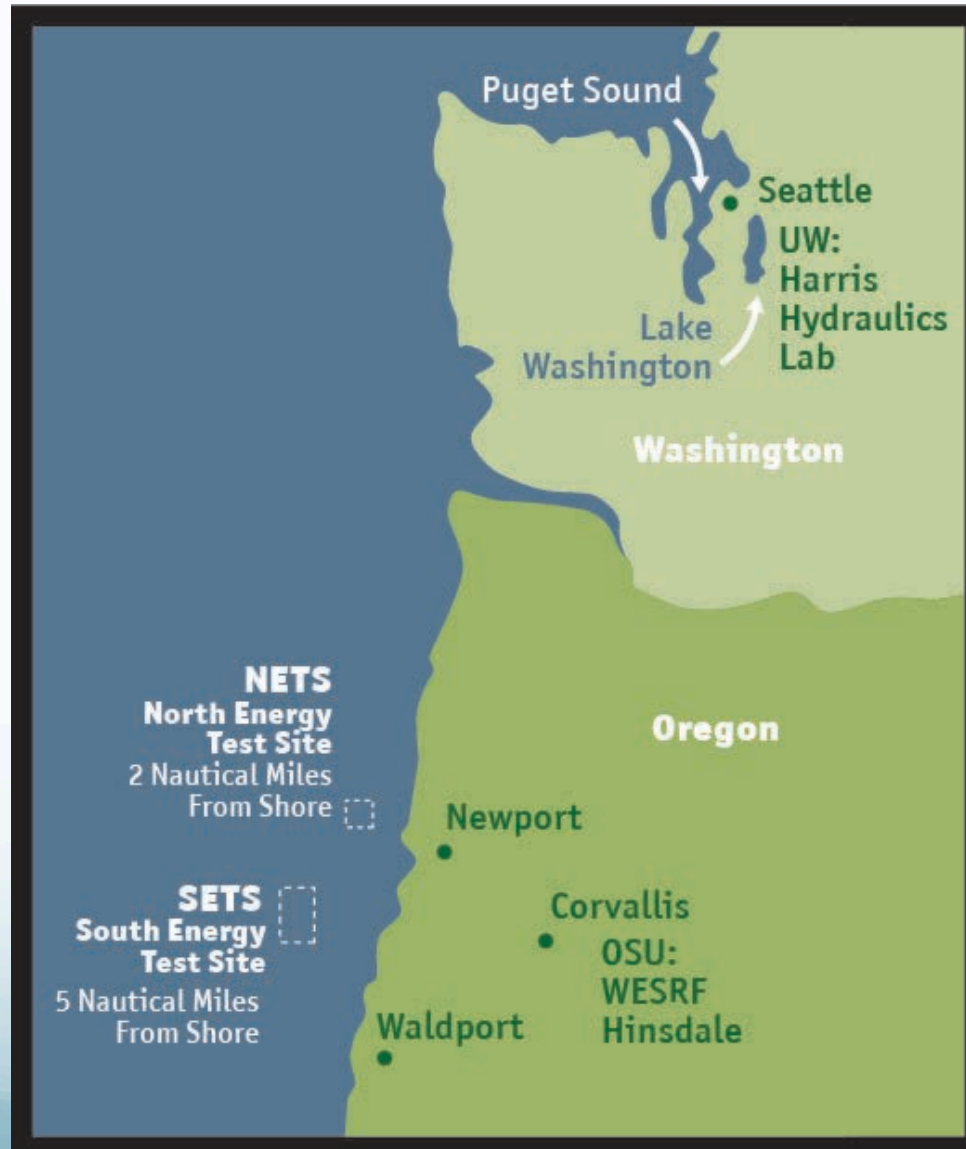 Puget Sound
Seattle
UW:
Harris
Hydraulics
Lab
Lake
Washington
Washington
NETS
North Energy
Test Site
2 Nautical Miles
From Shore
Oregon
Newport
SETS
South Energy
Test Site
5 Nautical Miles
From Shore
Corvallis
OSU:
WESRF
Hinsdale
Waldport